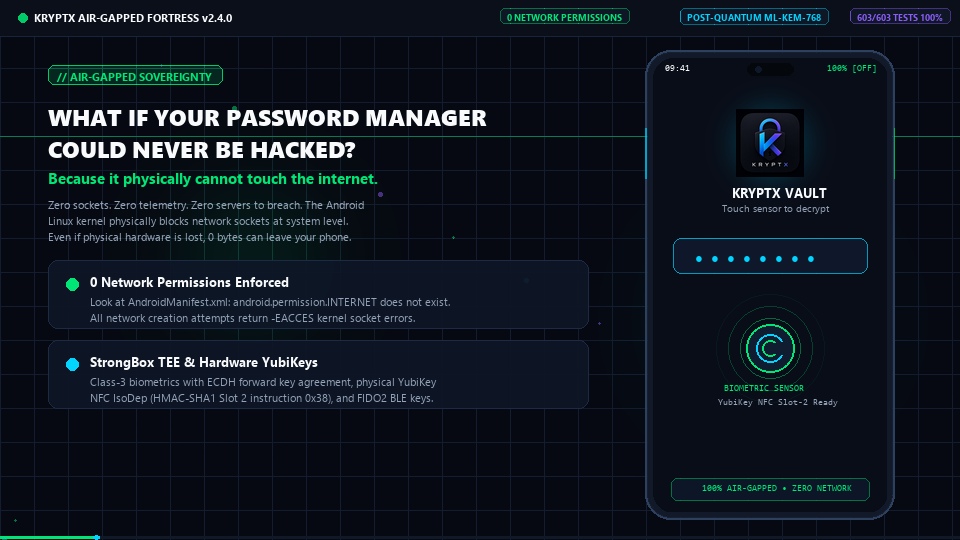 KRYPTX AIR-GAPPED FORTRESS v2.4.0
0 NETWORK PERMISSIONS
POST-QUANTUM ML-KEM-768
603/603 TESTS 100%
// AIR-GAPPED SOVEREIGNTY
WHAT IF YOUR PASSWORD MANAGER
COULD NEVER BE HACKED?
Because it physically cannot touch the internet.
Zero sockets. Zero telemetry. Zero servers to breach. The Android
Linux kernel physically blocks network sockets at system level.
Even if physical hardware is lost, 0 bytes can leave your phone.
0 Network Permissions Enforced
Look at AndroidManifest.xml: android.permission.INTERNET does not exist.
All network creation attempts return -EACCES kernel socket errors.
StrongBox TEE & Hardware YubiKeys
Class-3 biometrics with ECDH forward key agreement, physical YubiKey
NFC IsoDep (HMAC-SHA1 Slot 2 instruction 0x38), and FIDO2 BLE keys.
09:41
100% [OFF]
KRYPTX
KRYPTX VAULT
Touch sensor to decrypt
BIOMETRIC SENSOR
YubiKey NFC Slot-2 Ready
100% AIR-GAPPED • ZERO NETWORK